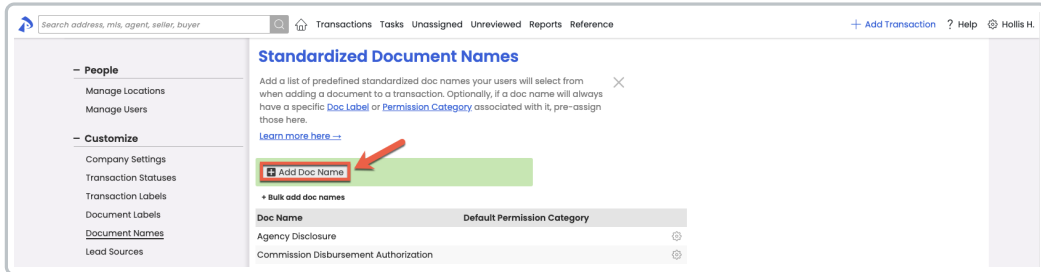 Search address, mls, agent, seller, buyer
Transactions Tasks Unassigned Unreviewed Reports Reference
+ Add Transaction ? Help Hollis H.
– People
Manage Locations
Manage Users
– Customize
Company Settings
Transaction Statuses
Transaction Labels
Document Labels
Document Names
Lead Sources
Standardized Document Names
Add a list of predefined standardized doc names your users will select from
when adding a document to a transaction. Optionally, if a doc name will always
have a specific Doc Label or Permission Category associated with it, pre-assign
those here.
Learn more here →
+ Add Doc Name
+ Bulk add doc names
Doc Name Default Permission Category
Agency Disclosure
Commission Disbursement Authorization